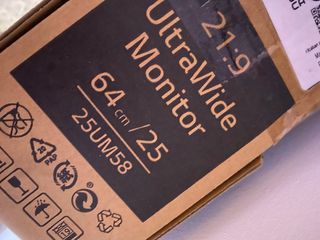 21:9
UltraWide
Monitor
64 cm/25
25UM58